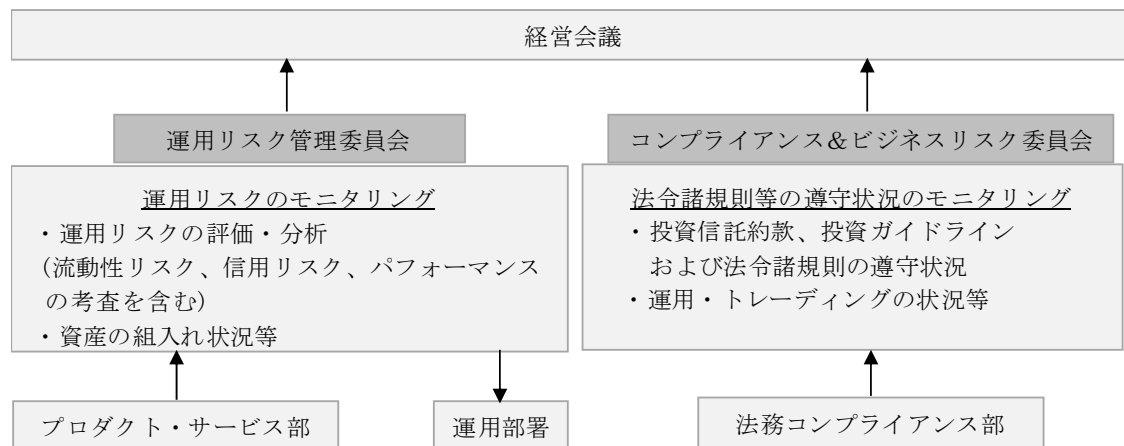 経営会議
運用リスク管理委員会
運用リスクのモニタリング
・運用リスクの評価・分析
(流動性リスク、信用リスク、パフォーマンス
の考査を含む)
・資産の組入れ状況等
コンプライアンス＆ビジネスリスク委員会
法令諸規則等の遵守状況のモニタリング
・投資信託約款、投資ガイドライン
および法令諸規則の遵守状況
・運用・トレーディングの状況等
プロダクト・サービス部
運用部署
法務コンプライアンス部